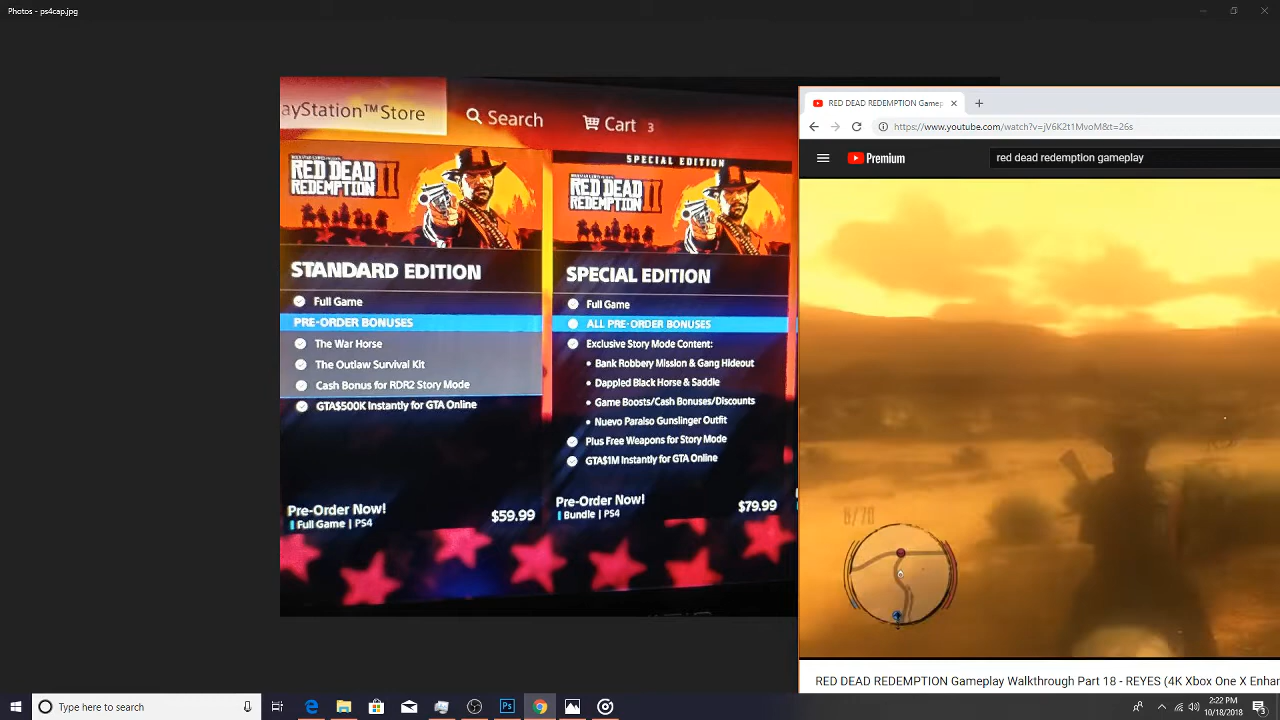 Photos - ps4cap.jpg
ayStation™Store
Search
Cart 3
RED DEAD
REDEMPTION II
STANDARD EDITION
Full Game
PRE-ORDER BONUSES
The War Horse
The Outlaw Survival Kit
Cash Bonus for RDR2 Story Mode
GTA$500K Instantly for GTA Online
Pre-Order Now!
Full Game | PS4
$59.99
SPECIAL EDITION
RED DEAD
REDEMPTION II
SPECIAL EDITION
Full Game
ALL PRE-ORDER BONUSES
Exclusive Story Mode Content:
• Bank Robbery Mission & Gang Hideout
• Dappled Black Horse & Saddle
• Game Boosts/Cash Bonuses/Discounts
• Nuevo Paraiso Gunslinger Outfit
Plus Free Weapons for Story Mode
GTA$1M Instantly for GTA Online
Pre-Order Now!
Bundle | PS4
$79.99
RED DEAD REDEMPTION Gamep
https://www.youtube.com/watch?v=jV6K2t1MvoM&t=26s
Premium
red dead redemption gameplay
8/70
RED DEAD REDEMPTION Gameplay Walkthrough Part 18 - REYES (4K Xbox One X Enhan
Type here to search
Ps
2:22 PM
10/18/2018